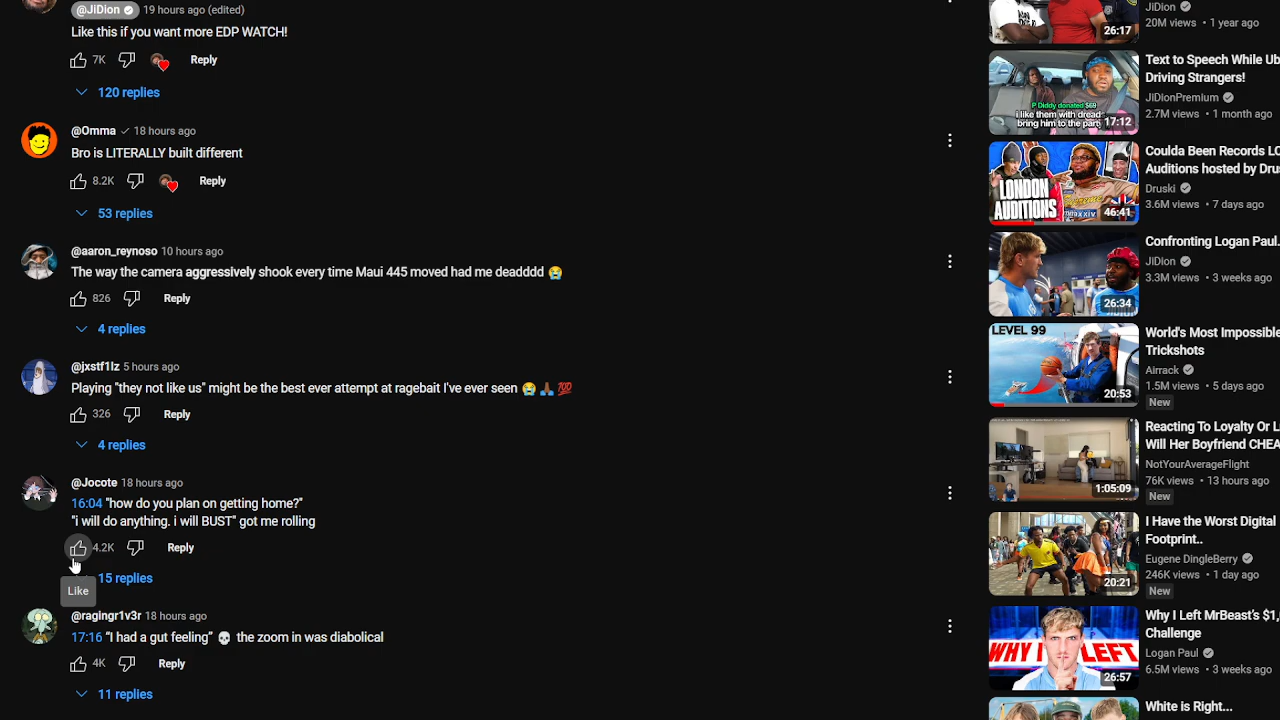 @JiDion 19 hours ago (edited)
Like this if you want more EDP WATCH!
7K Reply
120 replies
@Omma 18 hours ago
Bro is LITERALLY built different
8.2K Reply
53 replies
@aaron_reynoso 10 hours ago
The way the camera aggressively shook every time Maui 445 moved had me deadddd 😭
826 Reply
4 replies
@jxstf1lz 5 hours ago
Playing "they not like us" might be the best ever attempt at ragebait I've ever seen 😭🙏🏾💯
326 Reply
4 replies
@Jocote 18 hours ago
16:04 "how do you plan on getting home?"
"i will do anything. i will BUST" got me rolling
4.2K Reply
15 replies
Like
@ragingr1v3r 18 hours ago
17:16 “I had a gut feeling” 💀 the zoom in was diabolical
4K Reply
11 replies
26:17
JiDion
20M views • 1 year ago
P Diddy donated $69
i like them with dread
bring him to the part
17:12
Text to Speech While Ub
Driving Strangers!
JiDionPremium
2.7M views • 1 month ago
LONDON
AUDITIONS
46:41
Coulda Been Records LO
Auditions hosted by Drus
Druski
3.6M views • 7 days ago
26:34
Confronting Logan Paul.
JiDion
3.3M views • 3 weeks ago
LEVEL 99
20:53
World's Most Impossible
Trickshots
Airrack
1.5M views • 5 days ago
New
1:05:09
Reacting To Loyalty Or L
Will Her Boyfriend CHEA
NotYourAverageFlight
76K views • 13 hours ago
New
20:21
I Have the Worst Digital
Footprint..
Eugene DingleBerry
246K views • 1 day ago
New
WHY I LEFT
26:57
Why I Left MrBeast's $1,
Challenge
Logan Paul
6.5M views • 3 weeks ago
White is Right...